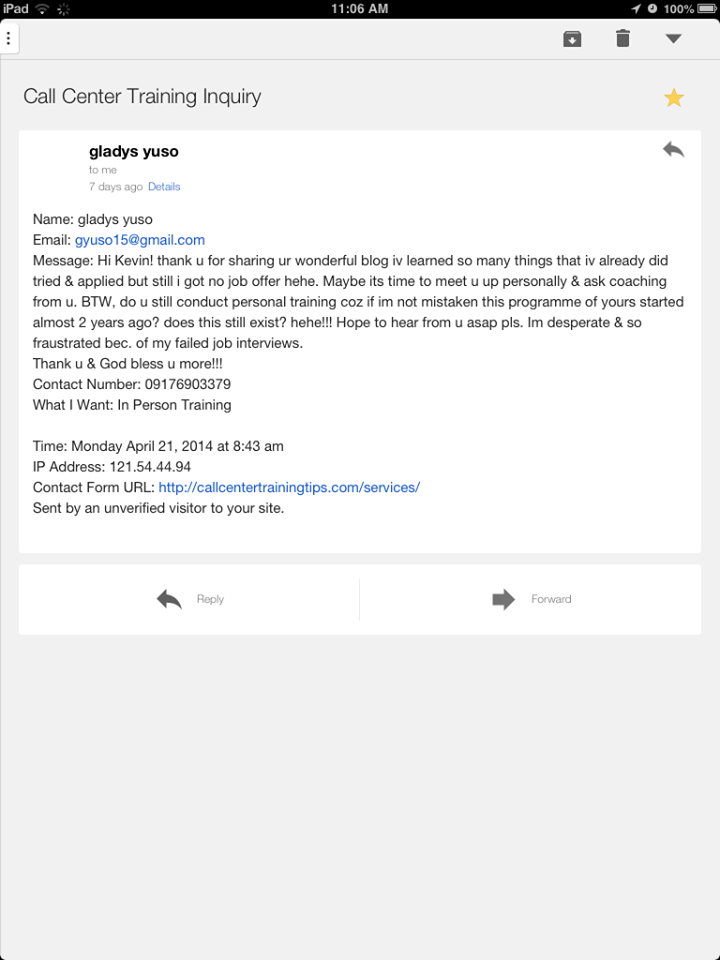 iPad 11:06 AM 100%
Call Center Training Inquiry
gladys yuso
to me
7 days ago Details
Name: gladys yuso
Email: gyuso15@gmail.com
Message: Hi Kevin! thank u for sharing ur wonderful blog iv learned so many things that iv already did
tried & applied but still i got no job offer hehe. Maybe its time to meet u up personally & ask coaching
from u. BTW, do u still conduct personal training coz if im not mistaken this programme of yours started
almost 2 years ago? does this still exist? hehe!!! Hope to hear from u asap pls. Im desperate & so
fraustrated bec. of my failed job interviews.
Thank u & God bless u more!!!
Contact Number: 09176903379
What I Want: In Person Training
Time: Monday April 21, 2014 at 8:43 am
IP Address: 121.54.44.94
Contact Form URL: http://callcentertrainingtips.com/services/
Sent by an unverified visitor to your site.
Reply Forward